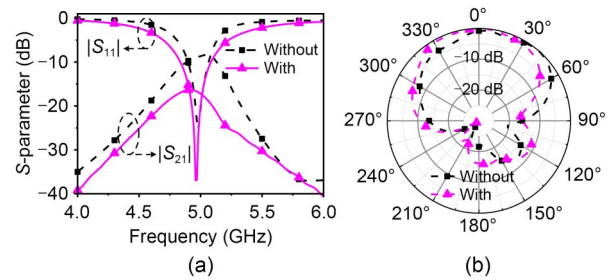 S-parameter (dB)
0
−10
−20
−30
−40
|S₁₁|
|S₂₁|
Without
With
4.0 4.5 5.0 5.5 6.0
Frequency (GHz)
(a)
0°
30°
60°
90°
120°
150°
180°
210°
240°
270°
300°
330°
−10 dB
−20 dB
Without
With
(b)